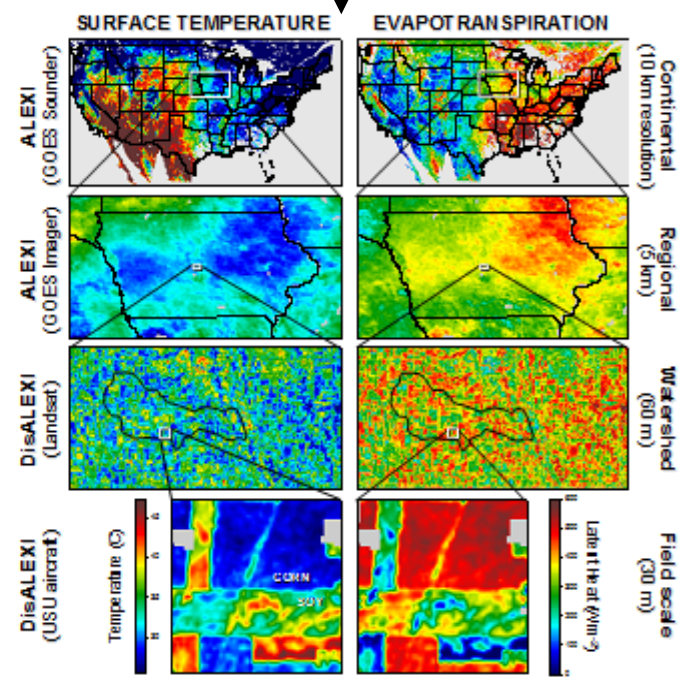 SURFACE TEMPERATURE
EVAPOTRANSPIRATION
ALEXI
(GOES Sounder)
Continental
(10 km resolution)
ALEXI
(GOES Imager)
Regional
(5 km)
DisALEXI
(Landsat)
Watershed
(60 m)
DisALEXI
(USU aircraft)
Temperature (C)
CORN
SOY
Latent Heat (Wm-2)
Field scale
(30 m)